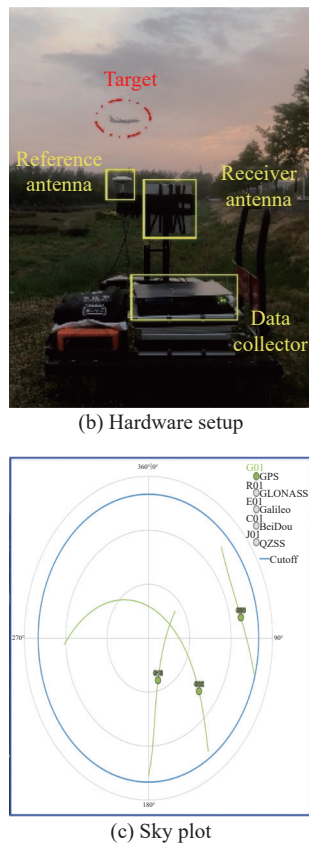 Target
Reference
antenna
Receiver
antenna
Data
collector
(b) Hardware setup
360°|0°
G01
GPS
R01
GLONASS
E01
Galileo
C01
BeiDou
J01
QZSS
Cutoff
270°
90°
180°
(c) Sky plot